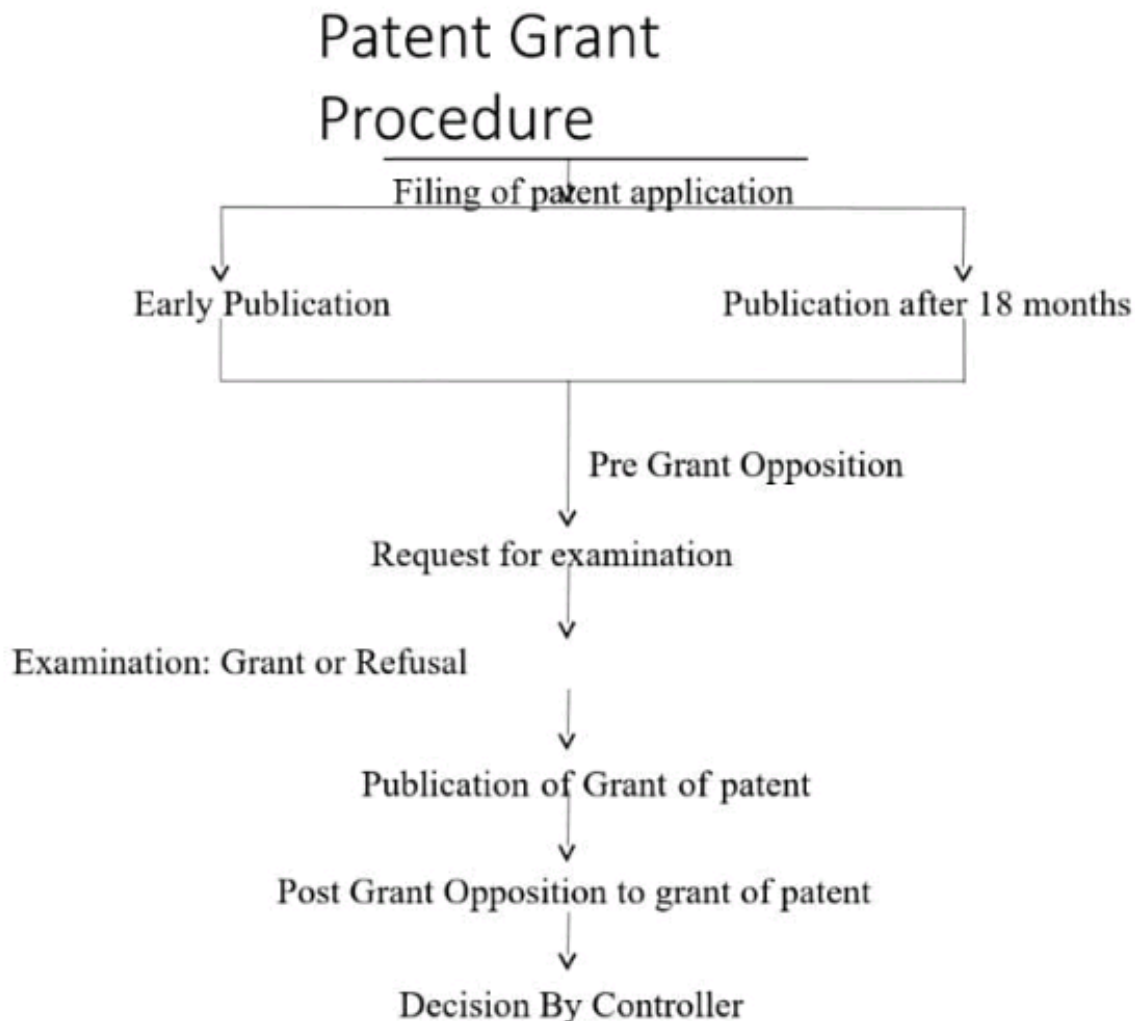 Patent Grant
Procedure
Filing of patent application
Early Publication
Publication after 18 months
Pre Grant Opposition
Request for examination
Examination: Grant or Refusal
Publication of Grant of patent
Post Grant Opposition to grant of patent
Decision By Controller